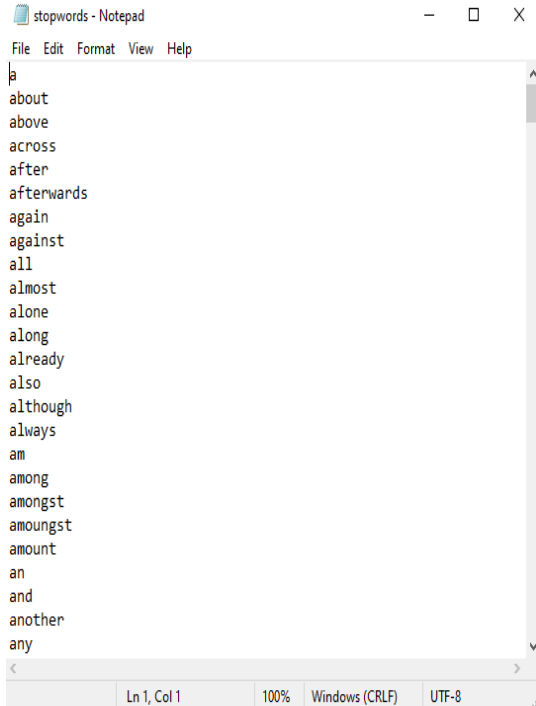 stopwords - Notepad
File Edit Format View Help
a
about
above
across
after
afterwards
again
against
all
almost
alone
along
already
also
although
always
am
among
amongst
amoungst
amount
an
and
another
any
Ln 1, Col 1 100% Windows (CRLF) UTF-8